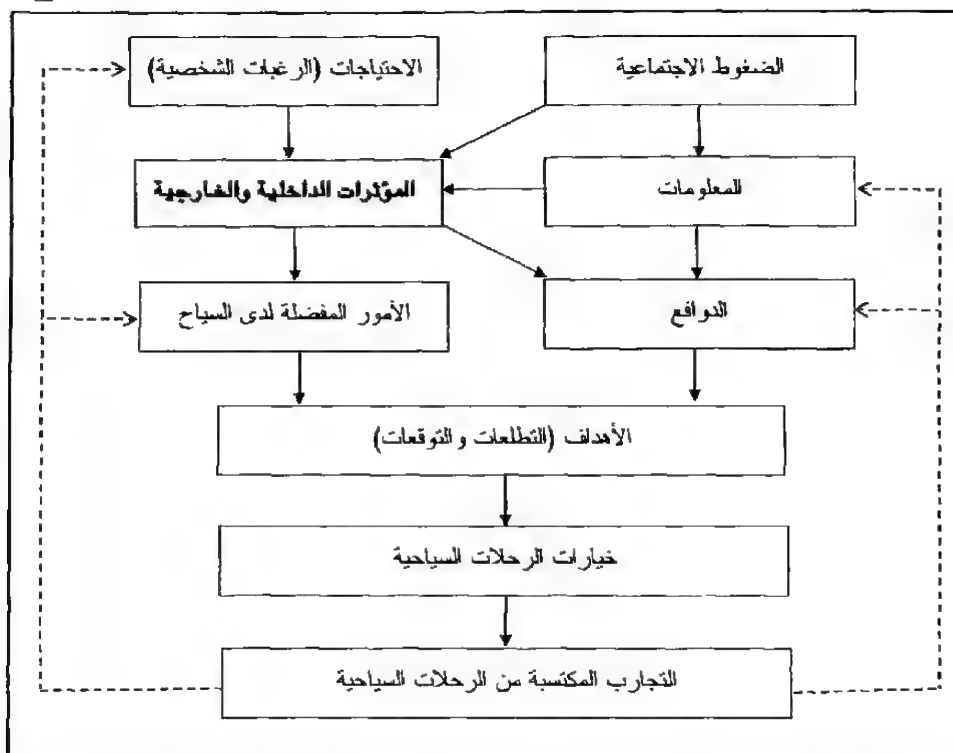 الضغوط الاجتماعية
الاحتياجات (الرغبات الشخصية)
المعلومات
المؤثرات الداخلية والخارجية
الدوافع
الأمور المفضلة لدى السياح
الأهداف (التطلعات والتوقعات)
خيارات الرحلات السياحية
التجارب المكتسبة من الرحلات السياحية